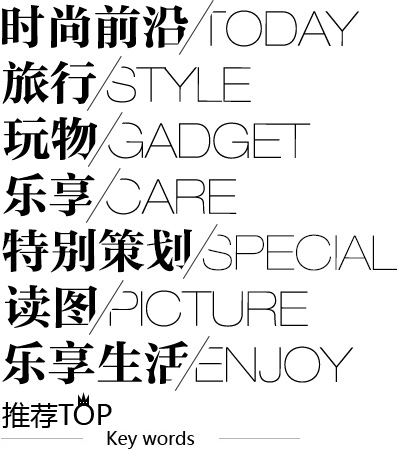 时尚前沿/TODAY
旅行/STYLE
玩物/GADGET
乐享/CARE
特别策划/SPECIAL
读图/PICTURE
乐享生活/ENJOY
推荐TOP
Key words